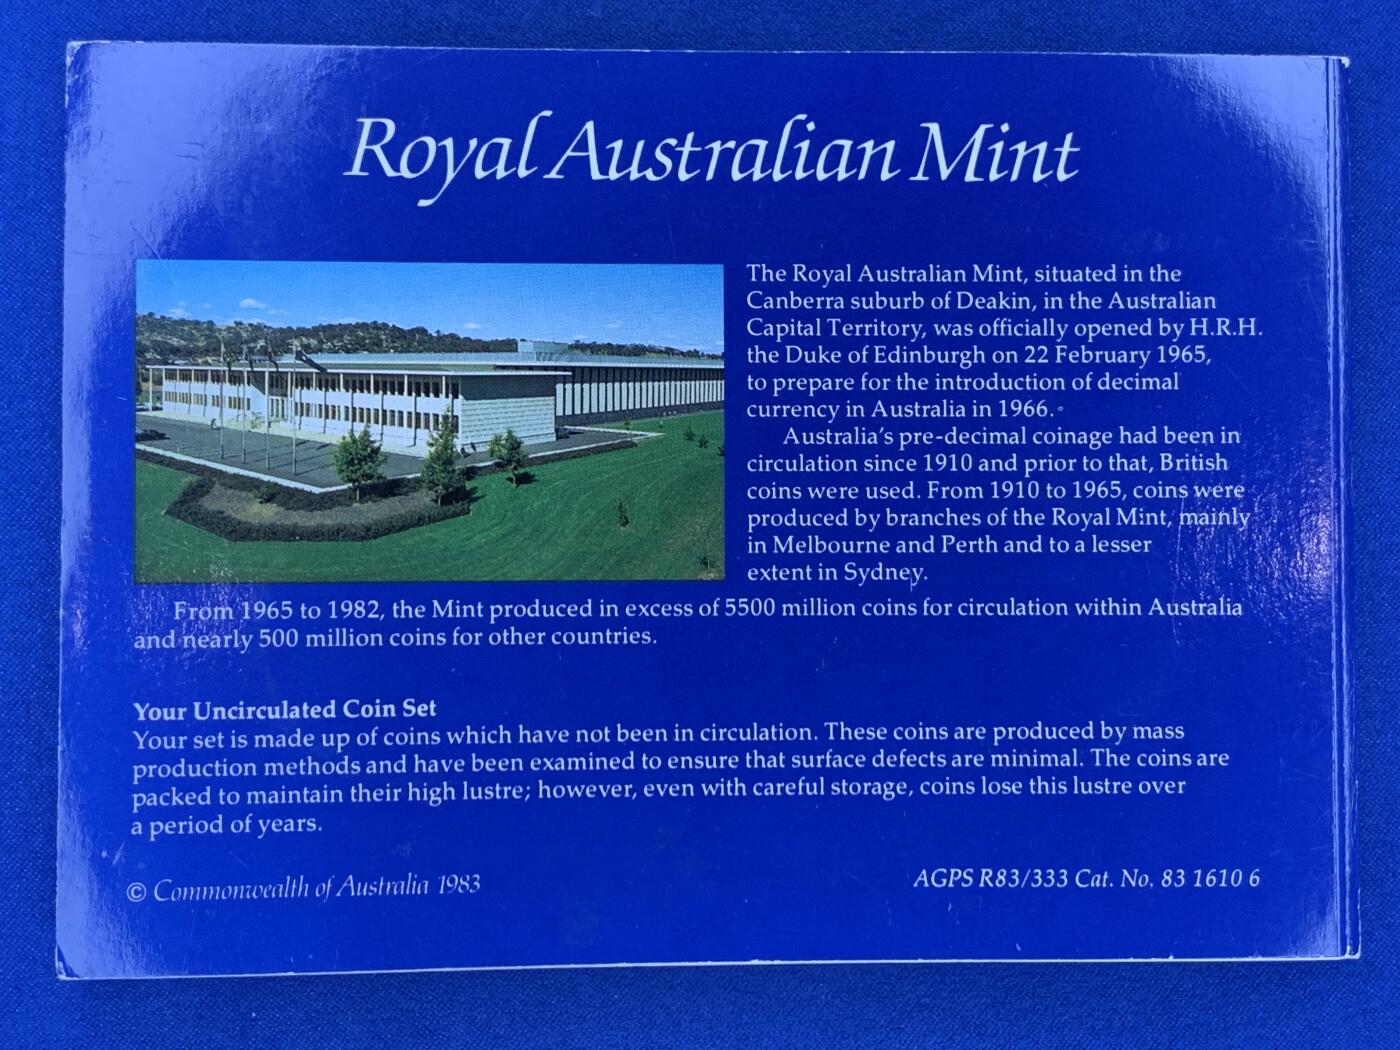 Royal Australian Mint
The Royal Australian Mint, situated in the
Canberra suburb of Deakin, in the Australian
Capital Territory, was officially opened by H.R.H.
the Duke of Edinburgh on 22 February 1965,
to prepare for the introduction of decimal
currency in Australia in 1966.
Australia's pre-decimal coinage had been in
circulation since 1910 and prior to that, British
coins were used. From 1910 to 1965, coins were
produced by branches of the Royal Mint, mainly
in Melbourne and Perth and to a lesser
extent in Sydney.
From 1965 to 1982, the Mint produced in excess of 5500 million coins for circulation within Australia
and nearly 500 million coins for other countries.
Your Uncirculated Coin Set
Your set is made up of coins which have not been in circulation. These coins are produced by mass
production methods and have been examined to ensure that surface defects are minimal. The coins are
packed to maintain their high lustre; however, even with careful storage, coins lose this lustre over
a period of years.
© Commonwealth of Australia 1983
AGPS R83/333 Cat. No. 83 1610 6